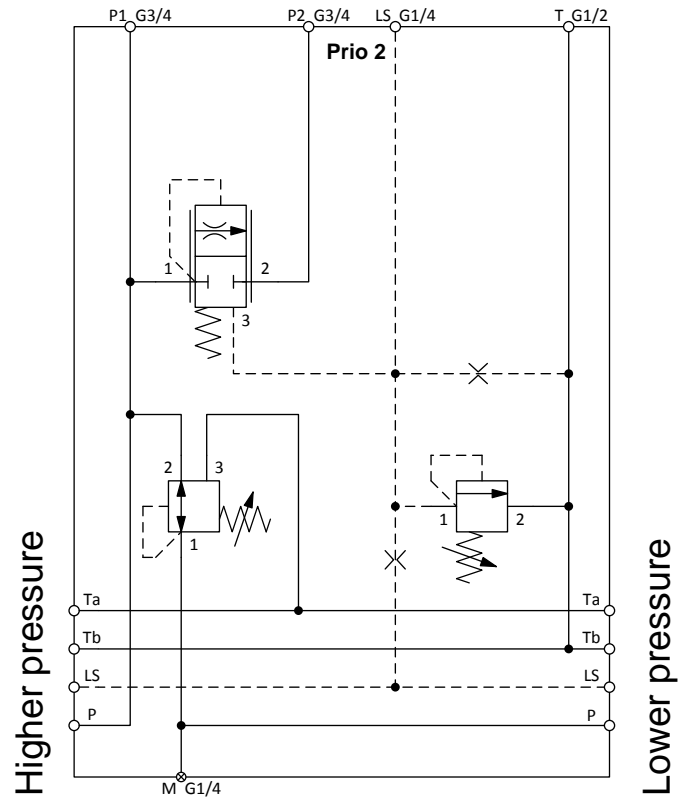 P1 G3/4
P2 G3/4
LS G1/4
T G1/2
Prio 2
1
2
3
2
3
1
1
2
Higher pressure
Lower pressure
Ta
Ta
Tb
Tb
LS
LS
P
P
M G1/4